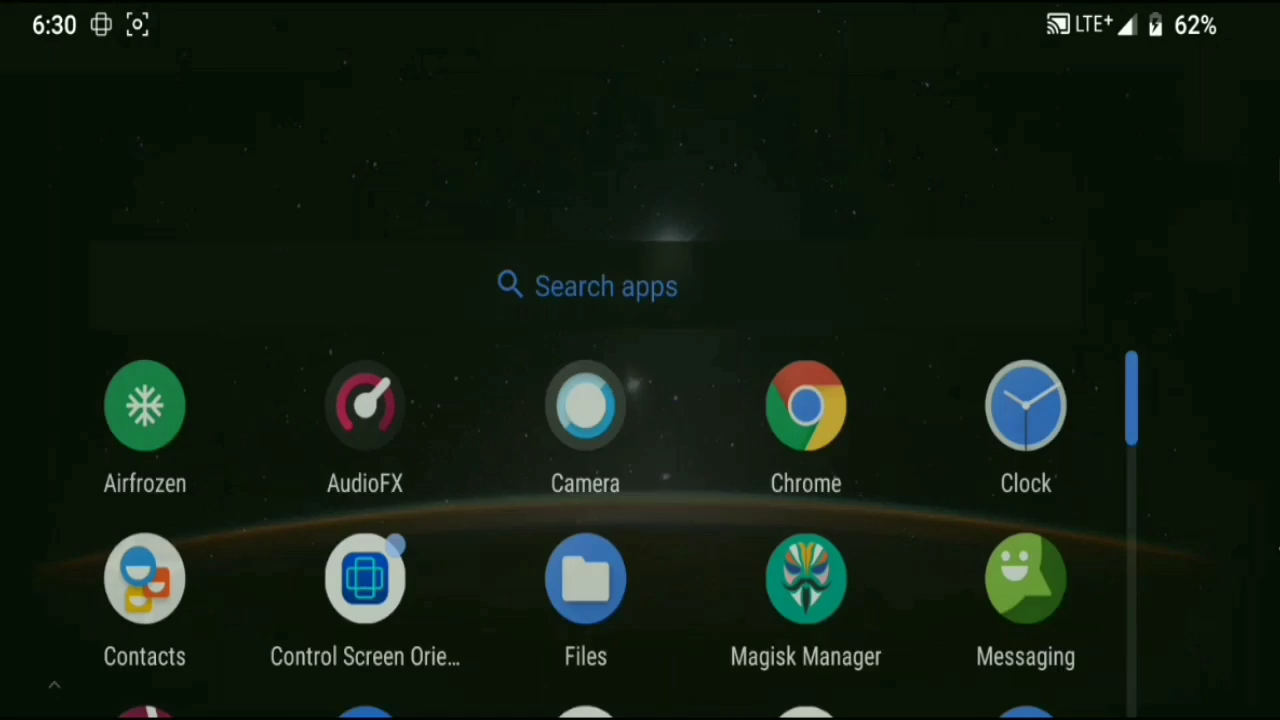 6:30 LTE+ 62%
Search apps
Airfrozen AudioFX Camera Chrome Clock
Contacts Control Screen Orie... Files Magisk Manager Messaging